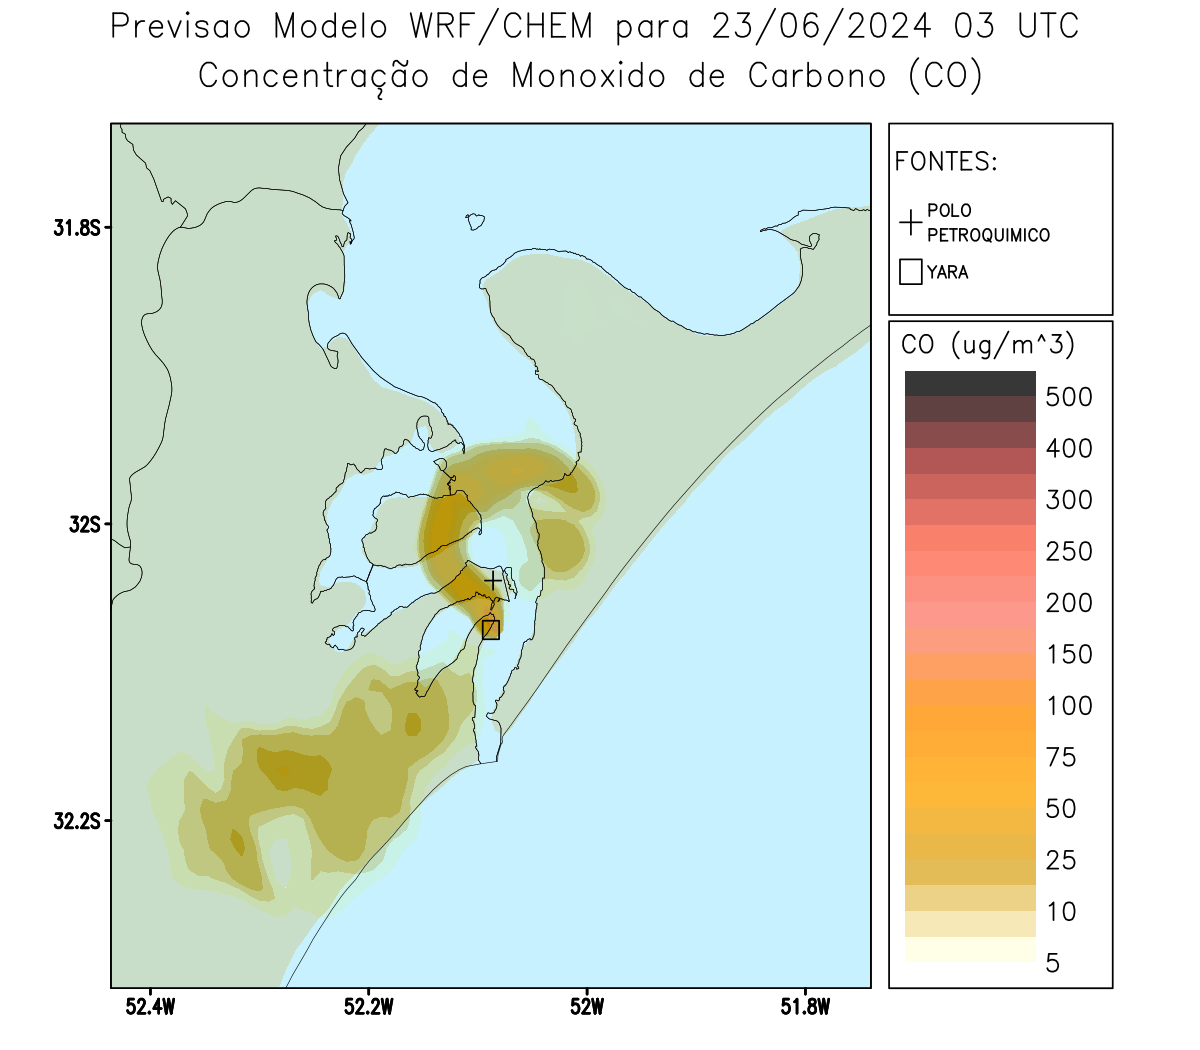 Previsao Modelo WRF/CHEM para 23/06/2024 03 UTC
Concentração de Monoxido de Carbono (CO)
FONTES:
POLO
PETROQUIMICO
YARA
CO (ug/m^3)
500
400
300
250
200
150
100
75
50
25
10
5
31.8S
32S
32.2S
52.4W
52.2W
52W
51.8W